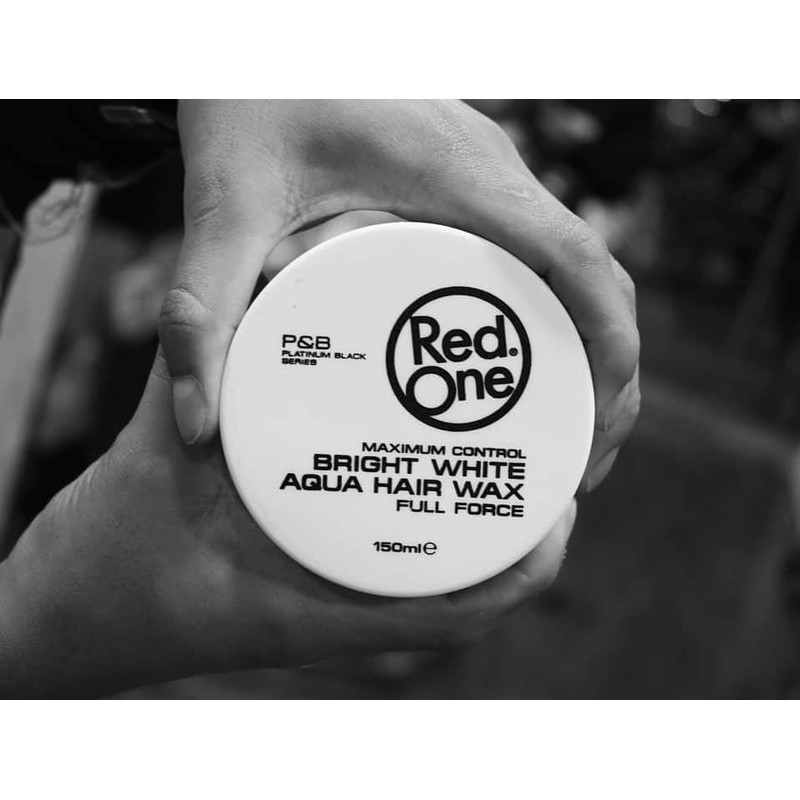 P&B
PLATINUM BLACK
SERIES
Red.®
One
MAXIMUM CONTROL
BRIGHT WHITE
AQUA HAIR WAX
FULL FORCE
150ml℮